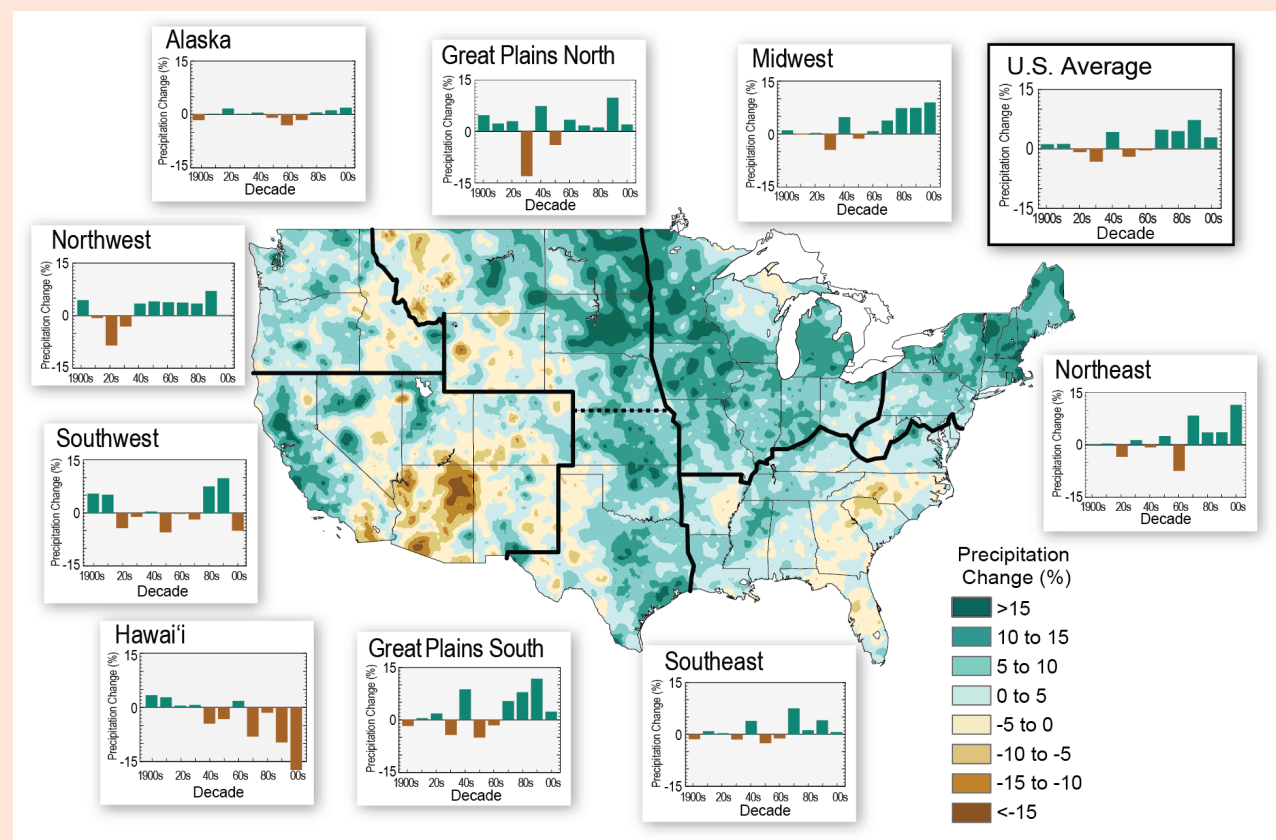 Alaska
Precipitation Change (%)
15
0
-15
1900s 20s 40s 60s 80s 00s
Decade
Great Plains North
Precipitation Change (%)
15
0
-15
1900s 20s 40s 60s 80s 00s
Decade
Midwest
Precipitation Change (%)
15
0
-15
1900s 20s 40s 60s 80s 00s
Decade
U.S. Average
Precipitation Change (%)
15
0
-15
1900s 20s 40s 60s 80s 00s
Decade
Northwest
Precipitation Change (%)
15
0
-15
1900s 20s 40s 60s 80s 00s
Decade
Northeast
Precipitation Change (%)
15
0
-15
1900s 20s 40s 60s 80s 00s
Decade
Southwest
Precipitation Change (%)
15
0
-15
1900s 20s 40s 60s 80s 00s
Decade
Hawai‘i
Precipitation Change (%)
15
0
-15
1900s 20s 40s 60s 80s 00s
Decade
Great Plains South
Precipitation Change (%)
15
0
-15
1900s 20s 40s 60s 80s 00s
Decade
Southeast
Precipitation Change (%)
15
0
-15
1900s 20s 40s 60s 80s 00s
Decade
Precipitation
Change (%)
>15
10 to 15
5 to 10
0 to 5
-5 to 0
-10 to -5
-15 to -10
<-15